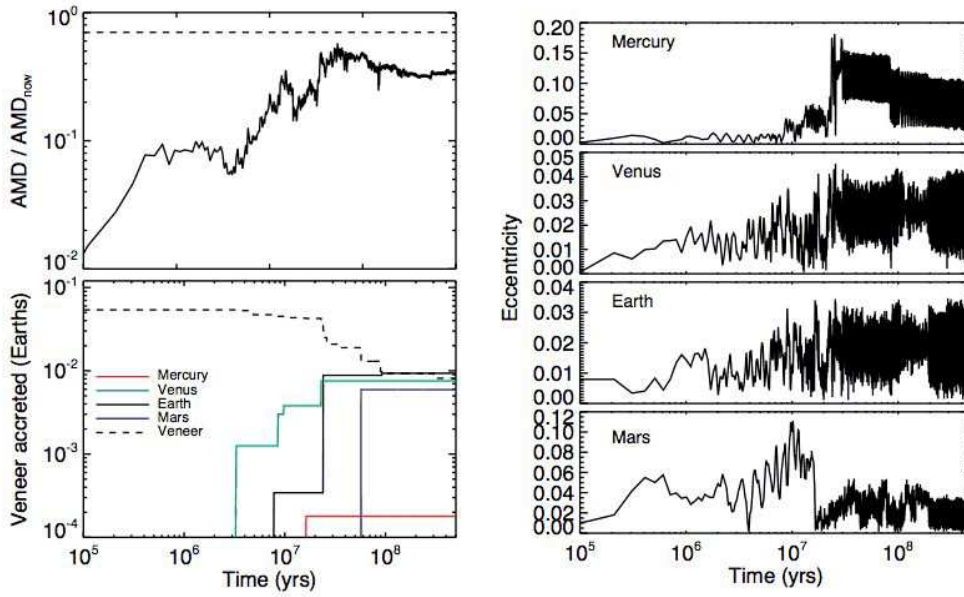 AMD / AMDnow
10^0
10^-1
10^-2
Veneer accreted (Earths)
10^-1
10^-2
10^-3
10^-4
Mercury
Venus
Earth
Mars
Veneer
10^5
10^6
10^7
10^8
Time (yrs)
Eccentricity
Mercury
0.20
0.15
0.10
0.05
0.00
Venus
0.05
0.04
0.03
0.02
0.01
0.00
Earth
0.04
0.03
0.02
0.01
0.00
Mars
0.12
0.10
0.08
0.06
0.04
0.02
0.00
10^5
10^6
10^7
10^8
Time (yrs)